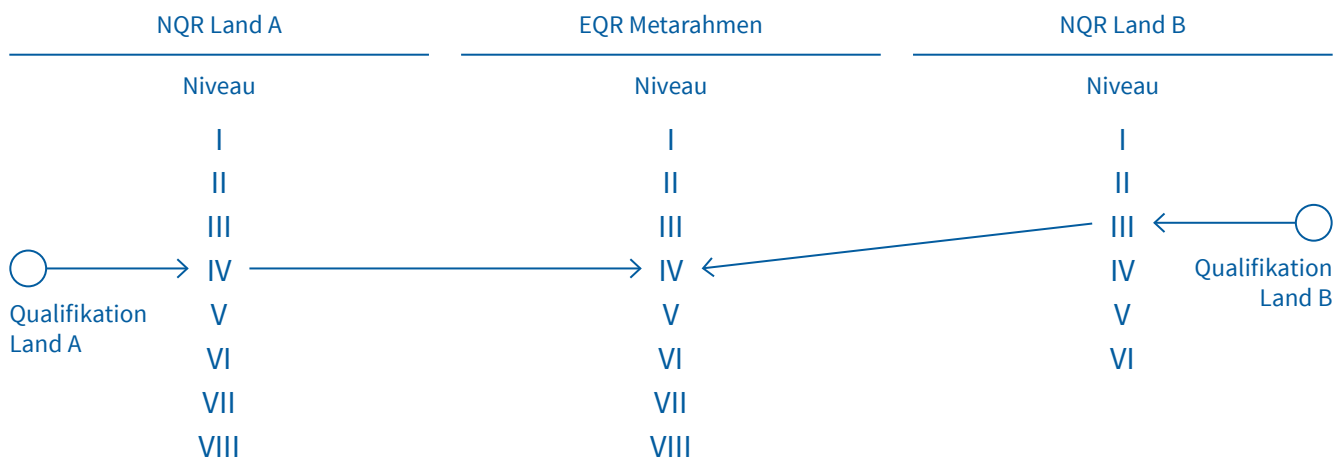 NQR Land A
EQR Metarahmen
NQR Land B
Niveau
Niveau
Niveau
I
I
I
II
II
II
III
III
III
IV
IV
IV
Qualifikation
Land A
Qualifikation
Land B
V
V
V
VI
VI
VI
VII
VII
VIII
VIII